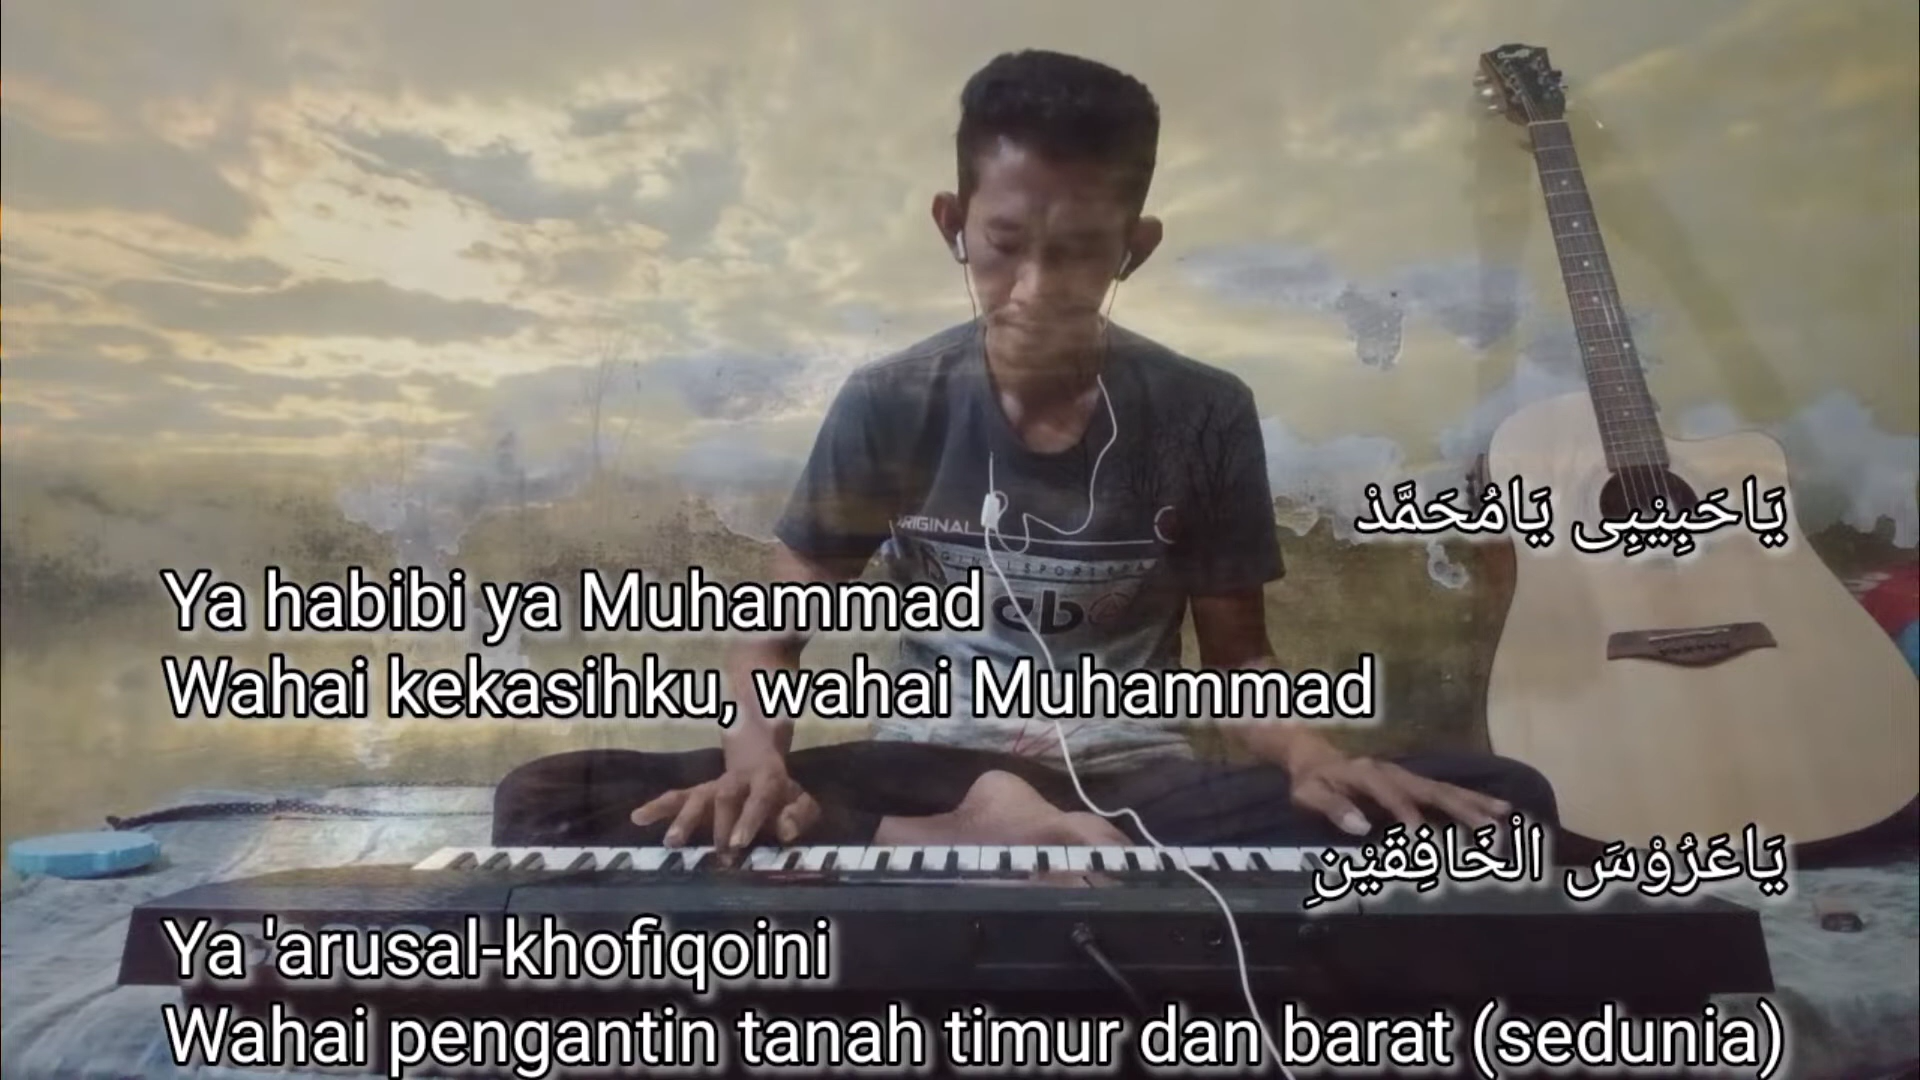 يَاحَبِيْبِى يَامُحَمَّدْ
Ya habibi ya Muhammad
Wahai kekasihku, wahai Muhammad
يَاعَرُوْسَ الْخَافِقَيْنِ
Ya 'arusal-khofiqoini
Wahai pengantin tanah timur dan barat (sedunia)
ORIGINAL